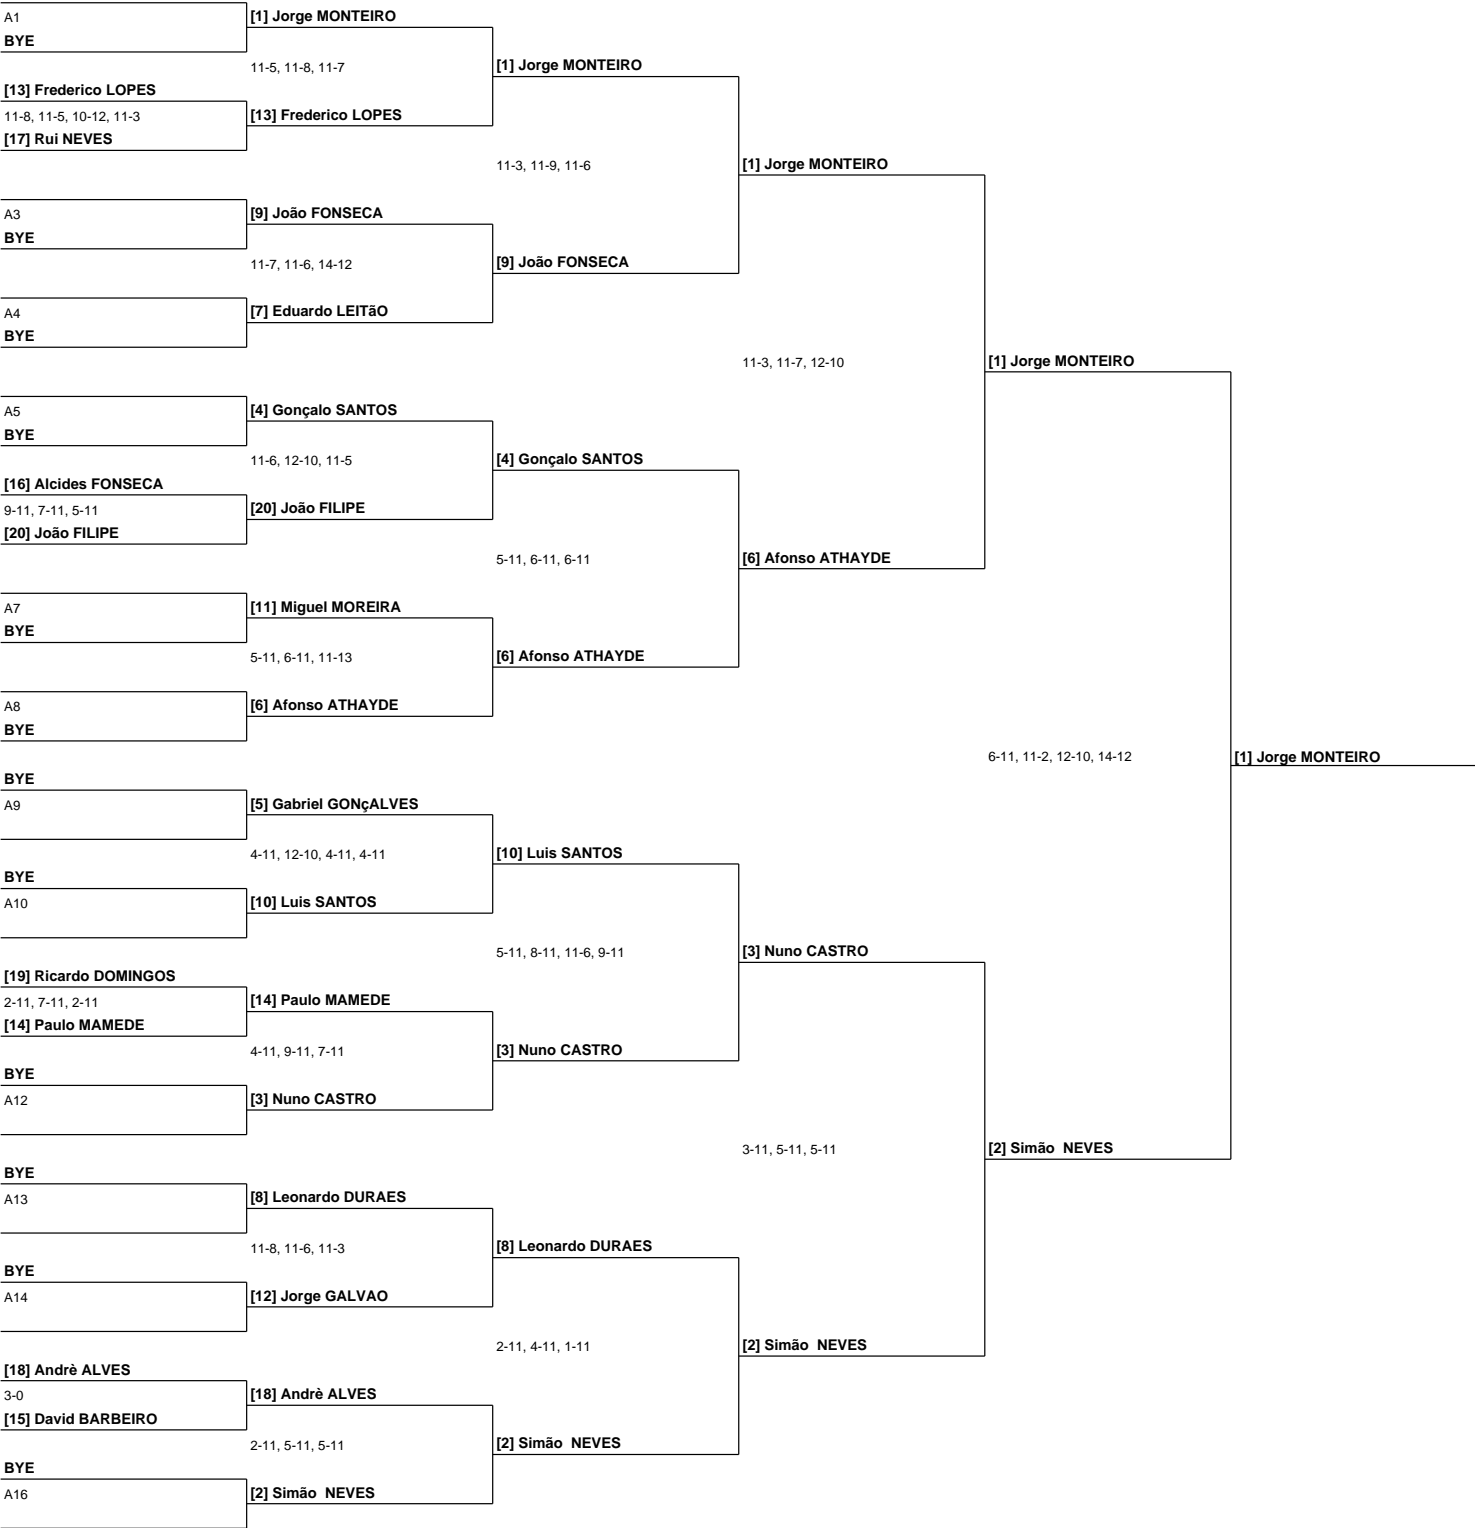 A1
BYE
[13] Frederico LOPES
11-8, 11-5, 10-12, 11-3
[17] Rui NEVES
A3
BYE
A4
BYE
A5
BYE
[16] Alcides FONSECA
9-11, 7-11, 5-11
[20] João FILIPE
A7
BYE
A8
BYE
BYE
A9
BYE
A10
[19] Ricardo DOMINGOS
2-11, 7-11, 2-11
[14] Paulo MAMEDE
BYE
A12
BYE
A13
BYE
A14
[18] Andrè ALVES
3-0
[15] David BARBEIRO
BYE
A16
[1] Jorge MONTEIRO
11-5, 11-8, 11-7
[13] Frederico LOPES
[9] João FONSECA
11-7, 11-6, 14-12
[7] Eduardo LEITãO
[4] Gonçalo SANTOS
11-6, 12-10, 11-5
[20] João FILIPE
[11] Miguel MOREIRA
5-11, 6-11, 11-13
[6] Afonso ATHAYDE
[5] Gabriel GONçALVES
4-11, 12-10, 4-11, 4-11
[10] Luis SANTOS
[14] Paulo MAMEDE
4-11, 9-11, 7-11
[3] Nuno CASTRO
[8] Leonardo DURAES
11-8, 11-6, 11-3
[12] Jorge GALVAO
[18] Andrè ALVES
2-11, 5-11, 5-11
[2] Simão  NEVES
[1] Jorge MONTEIRO
11-3, 11-9, 11-6
[9] João FONSECA
[4] Gonçalo SANTOS
5-11, 6-11, 6-11
[6] Afonso ATHAYDE
[10] Luis SANTOS
5-11, 8-11, 11-6, 9-11
[3] Nuno CASTRO
[8] Leonardo DURAES
2-11, 4-11, 1-11
[2] Simão  NEVES
[1] Jorge MONTEIRO
11-3, 11-7, 12-10
[6] Afonso ATHAYDE
[3] Nuno CASTRO
3-11, 5-11, 5-11
[2] Simão  NEVES
[1] Jorge MONTEIRO
6-11, 11-2, 12-10, 14-12
[2] Simão  NEVES
[1] Jorge MONTEIRO